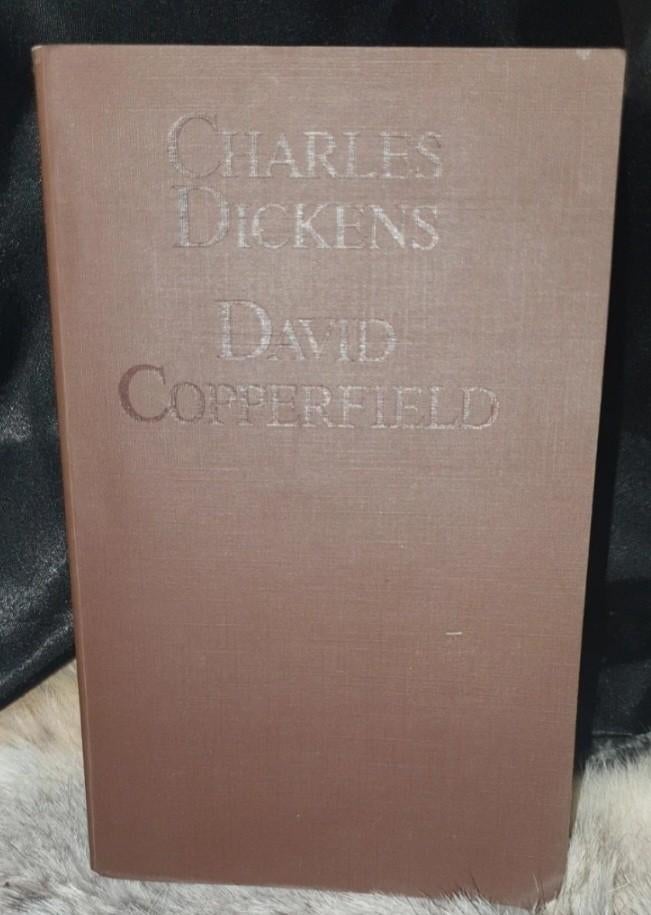 CHARLES
DICKENS
DAVID
COPPERFIELD